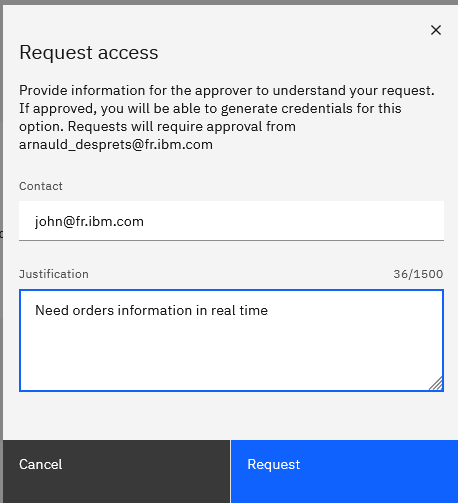 Request access
Provide information for the approver to understand your request.
If approved, you will be able to generate credentials for this
option. Requests will require approval from
arnauld_desprets@fr.ibm.com
Contact
john@fr.ibm.com
Justification 36/1500
Need orders information in real time
Cancel Request